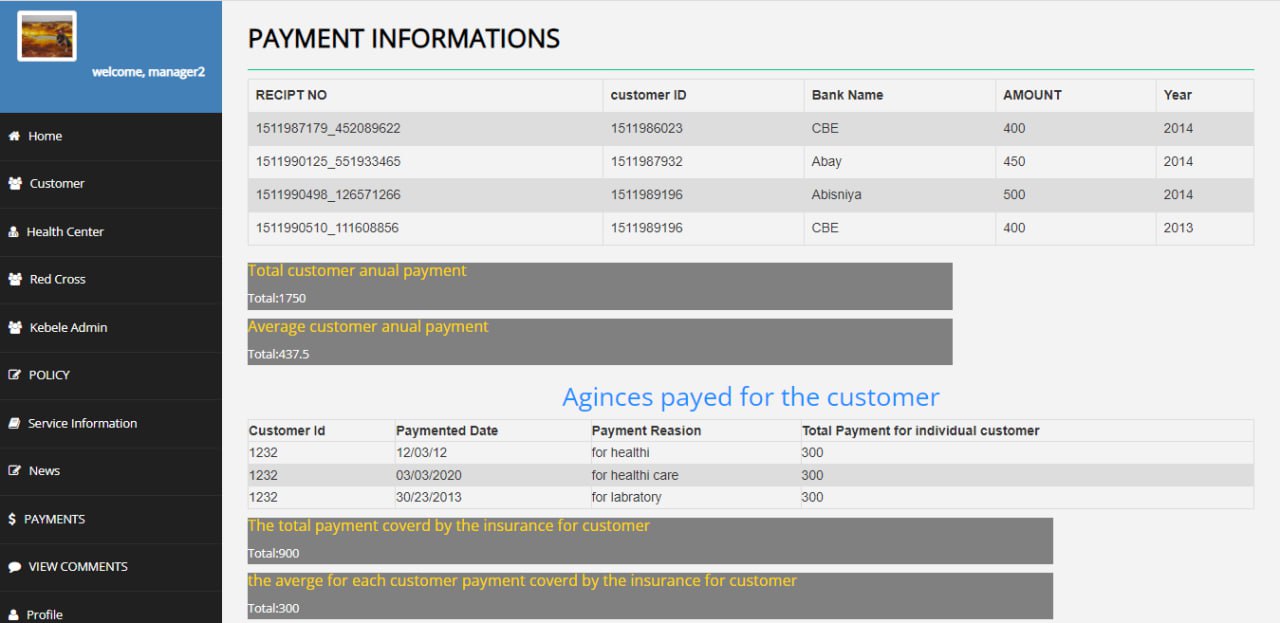 welcome, manager2
Home
Customer
Health Center
Red Cross
Kebele Admin
POLICY
Service Information
News
PAYMENTS
VIEW COMMENTS
Profile
PAYMENT INFORMATIONS
RECIPT NO customer ID Bank Name AMOUNT Year
1511987179_452089622 1511986023 CBE 400 2014
1511990125_551933465 1511987932 Abay 450 2014
1511990498_126571266 1511989196 Abisniya 500 2014
1511990510_111608856 1511989196 CBE 400 2013
Total customer anual payment
Total:1750
Average customer anual payment
Total:437.5
Aginces payed for the customer
Customer Id Paymented Date Payment Reasion Total Payment for individual customer
1232 12/03/12 for healthi 300
1232 03/03/2020 for healthi care 300
1232 30/23/2013 for labratory 300
The total payment coverd by the insurance for customer
Total:900
the averge for each customer payment coverd by the insurance for customer
Total:300